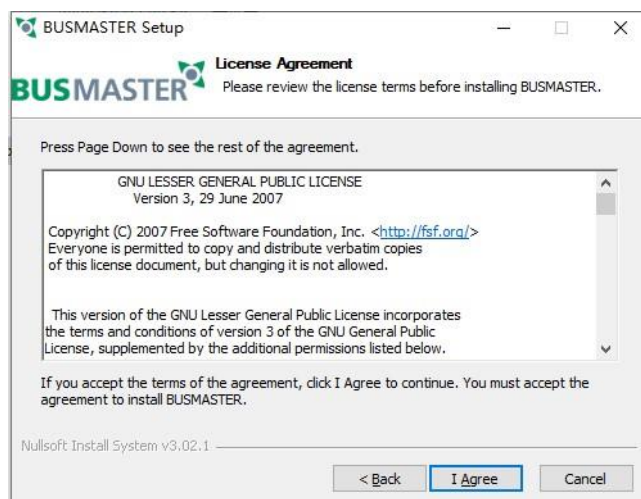 BUSMASTER Setup
License Agreement
Please review the license terms before installing BUSMASTER.
BUSMASTER
Press Page Down to see the rest of the agreement.
GNU LESSER GENERAL PUBLIC LICENSE
Version 3, 29 June 2007
Copyright (C) 2007 Free Software Foundation, Inc. <http://fsf.org/>
Everyone is permitted to copy and distribute verbatim copies
of this license document, but changing it is not allowed.
This version of the GNU Lesser General Public License incorporates
the terms and conditions of version 3 of the GNU General Public
License, supplemented by the additional permissions listed below.
If you accept the terms of the agreement, click I Agree to continue. You must accept the
agreement to install BUSMASTER.
Nullsoft Install System v3.02.1
< Back
I Agree
Cancel